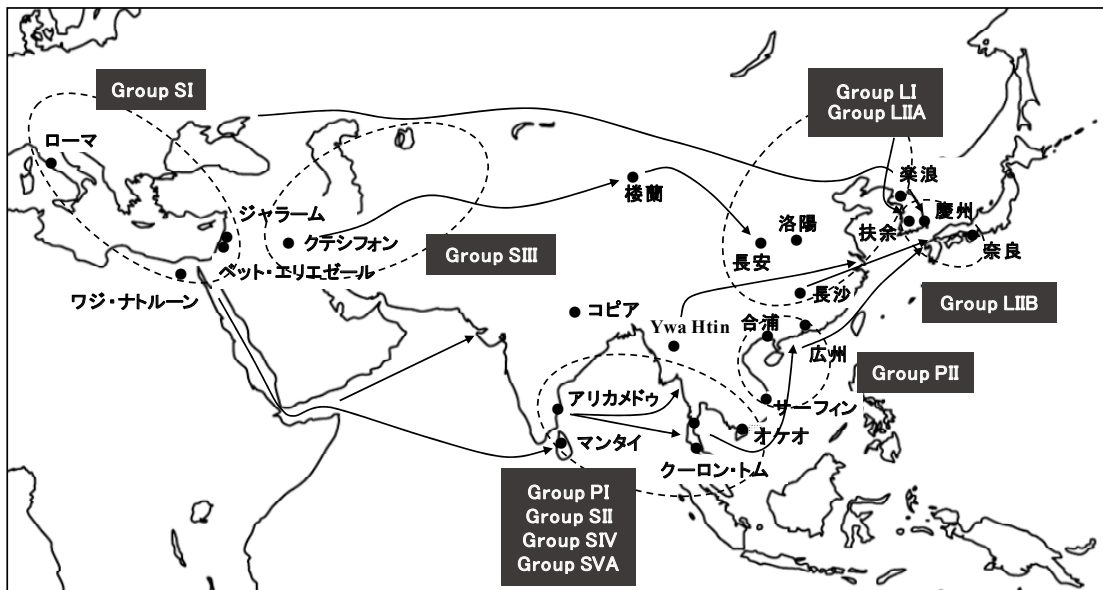 Group SI
ローマ
ジャラーム
クテシフォン
ベット・エリエゼール
ワジ・ナトルーン
Group SIII
楼蘭
Group LI
Group LIIA
楽浪
慶州
扶余
奈良
洛陽
長安
長沙
Group LIIB
コピア
Ywa Htin
合浦
広州
Group PII
アリカメドゥ
サーフィン
マンタイ
オケオ
クーロン・トム
Group PI
Group SII
Group SIV
Group SVA